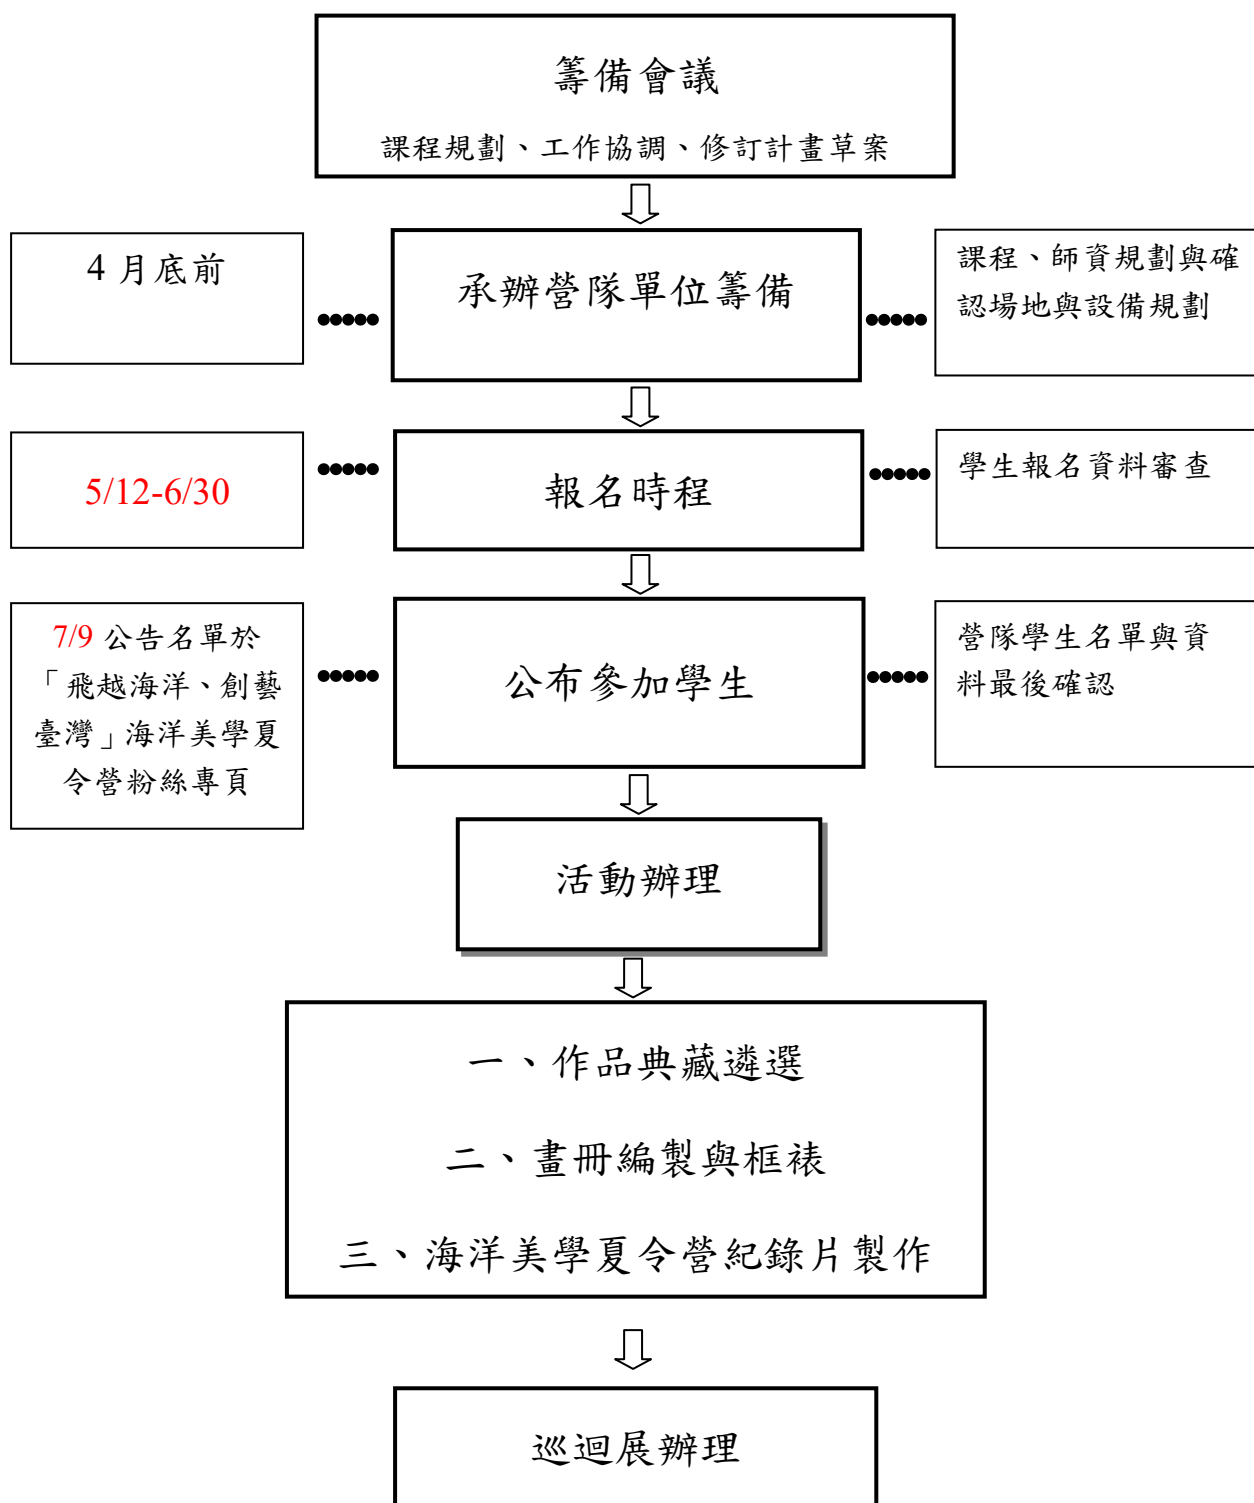 籌備會議
課程規劃、工作協調、修訂計畫草案
4 月底前
承辦營隊單位籌備
課程、師資規劃與確
認場地與設備規劃
5/12-6/30
報名時程
學生報名資料審查
7/9 公告名單於
「飛越海洋、創藝
臺灣」海洋美學夏
令營粉絲專頁
公布參加學生
營隊學生名單與資
料最後確認
活動辦理
一、作品典藏遴選
二、畫冊編製與框裱
三、海洋美學夏令營紀錄片製作
巡迴展辦理